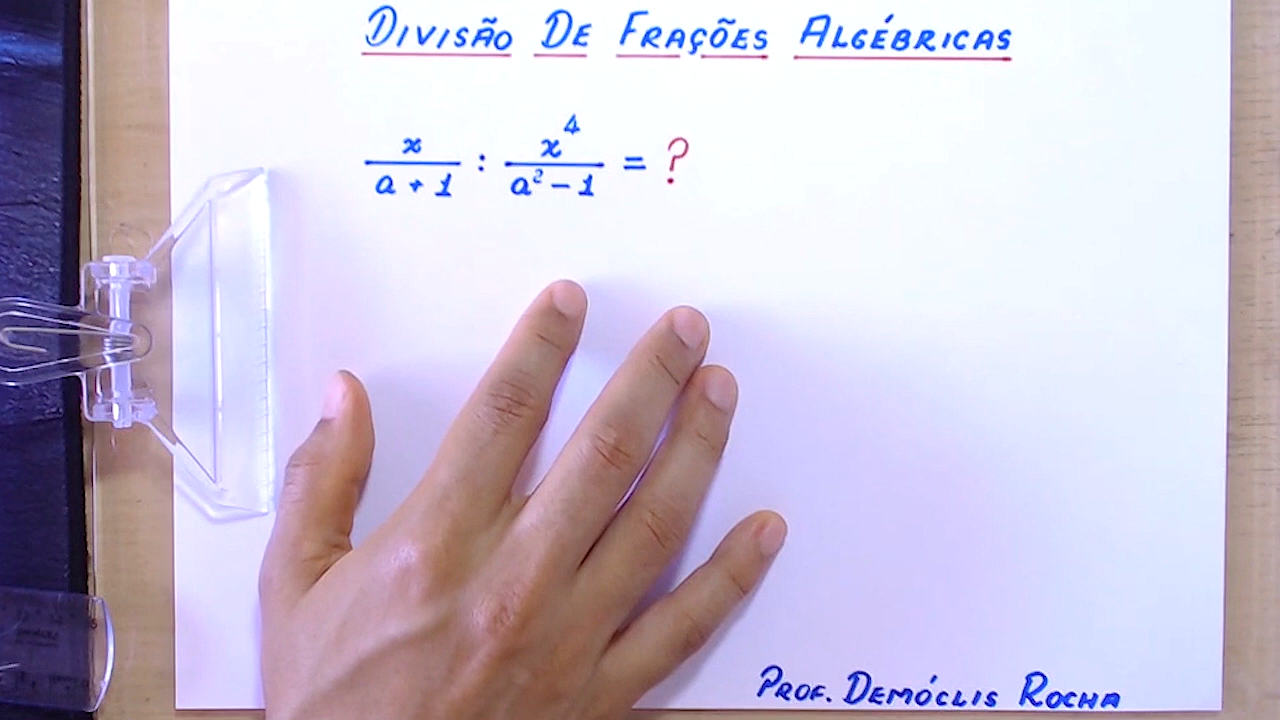 DIVISÃO DE FRAÇÕES ALGÉBRICAS
x/(a + 1) : x⁴/(a² – 1) = ?
PROF. DEMÓCLIS ROCHA